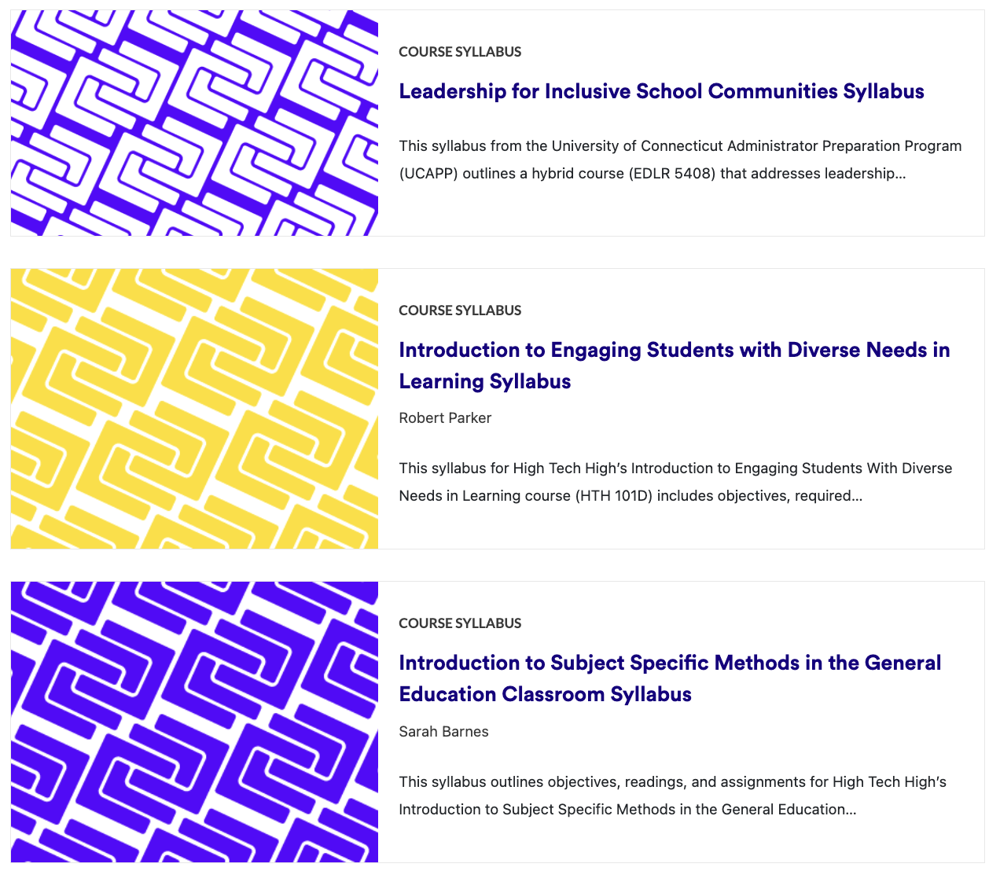 COURSE SYLLABUS
Leadership for Inclusive School Communities Syllabus
This syllabus from the University of Connecticut Administrator Preparation Program
(UCAPP) outlines a hybrid course (EDLR 5408) that addresses leadership...
COURSE SYLLABUS
Introduction to Engaging Students with Diverse Needs in
Learning Syllabus
Robert Parker
This syllabus for High Tech High’s Introduction to Engaging Students With Diverse
Needs in Learning course (HTH 101D) includes objectives, required...
COURSE SYLLABUS
Introduction to Subject Specific Methods in the General
Education Classroom Syllabus
Sarah Barnes
This syllabus outlines objectives, readings, and assignments for High Tech High’s
Introduction to Subject Specific Methods in the General Education...